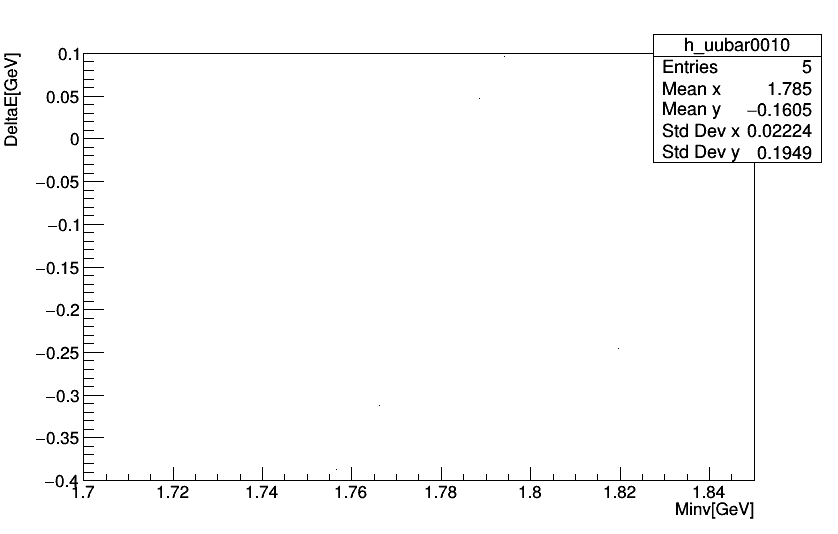 h_uubar0010
Entries 5
Mean x 1.785
Mean y −0.1605
Std Dev x 0.02224
Std Dev y 0.1949
DeltaE[GeV]
0.1
0.05
0
−0.05
−0.1
−0.15
−0.2
−0.25
−0.3
−0.35
−0.4
1.7 1.72 1.74 1.76 1.78 1.8 1.82 1.84
Minv[GeV]